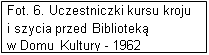 Fot. 6. Uczestniczki kursu kroju
i szycia przed Biblioteką
w Domu Kultury - 1962